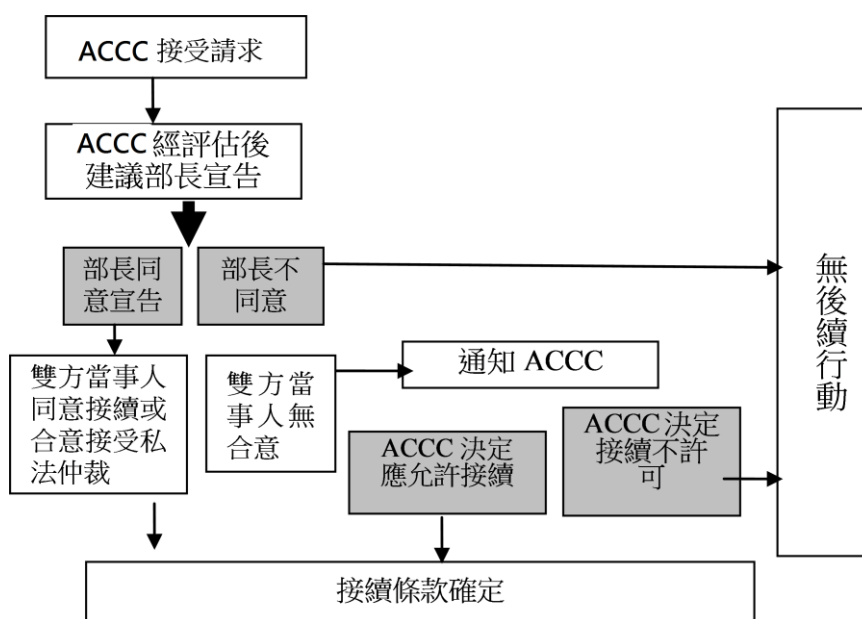 ACCC 接受請求
ACCC 經評估後
建議部長宣告
部長同
意宣告
部長不
同意
無後續行動
雙方當事人
同意接續或
合意接受私
法仲裁
雙方當
事人無
合意
通知 ACCC
ACCC 決定
應允許接續
ACCC 決定
接續不許
可
接續條款確定